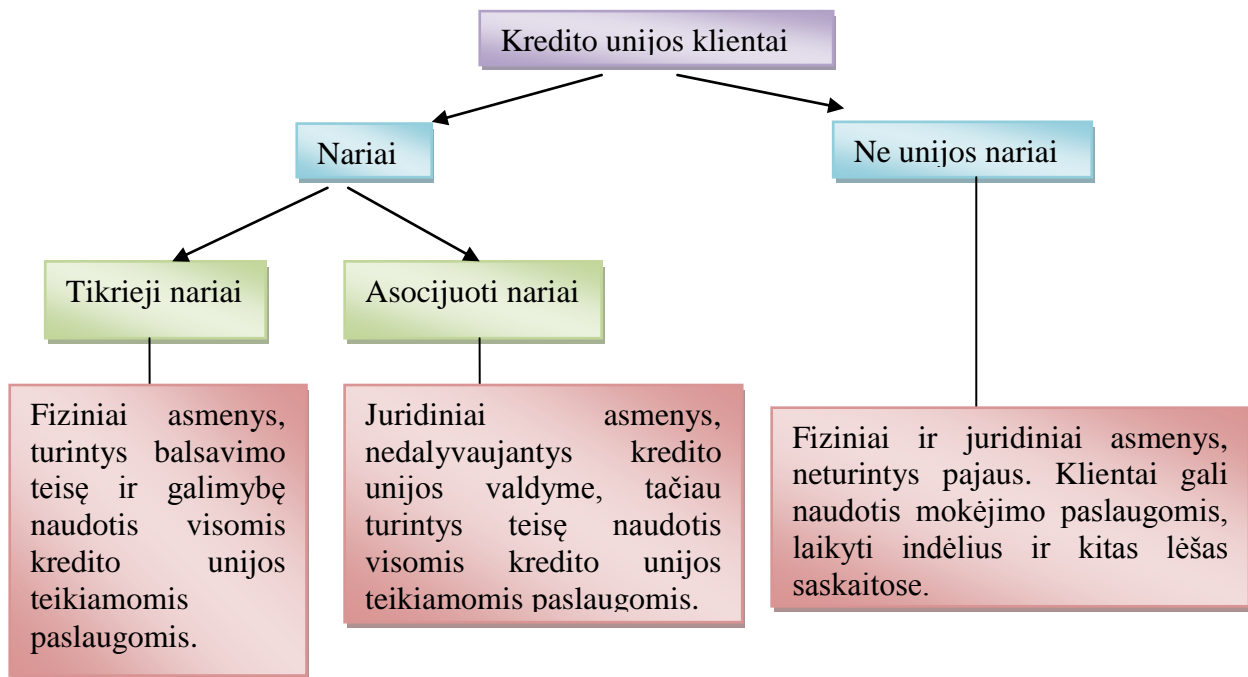 Kredito unijos klientai
Nariai
Ne unijos nariai
Tikrieji nariai
Asocijuoti nariai
Fiziniai asmenys,
turintys balsavimo
teisę ir galimybę
naudotis visomis
kredito unijos
teikiamomis
paslaugomis.
Juridiniai asmenys,
nedalyvaujantys kredito
unijos valdyme, tačiau
turintys teisę naudotis
visomis kredito unijos
teikiamomis paslaugomis.
Fiziniai ir juridiniai asmenys,
neturintys pajaus. Klientai gali
naudotis mokėjimo paslaugomis,
laikyti indėlius ir kitas lėšas
saskaitose.